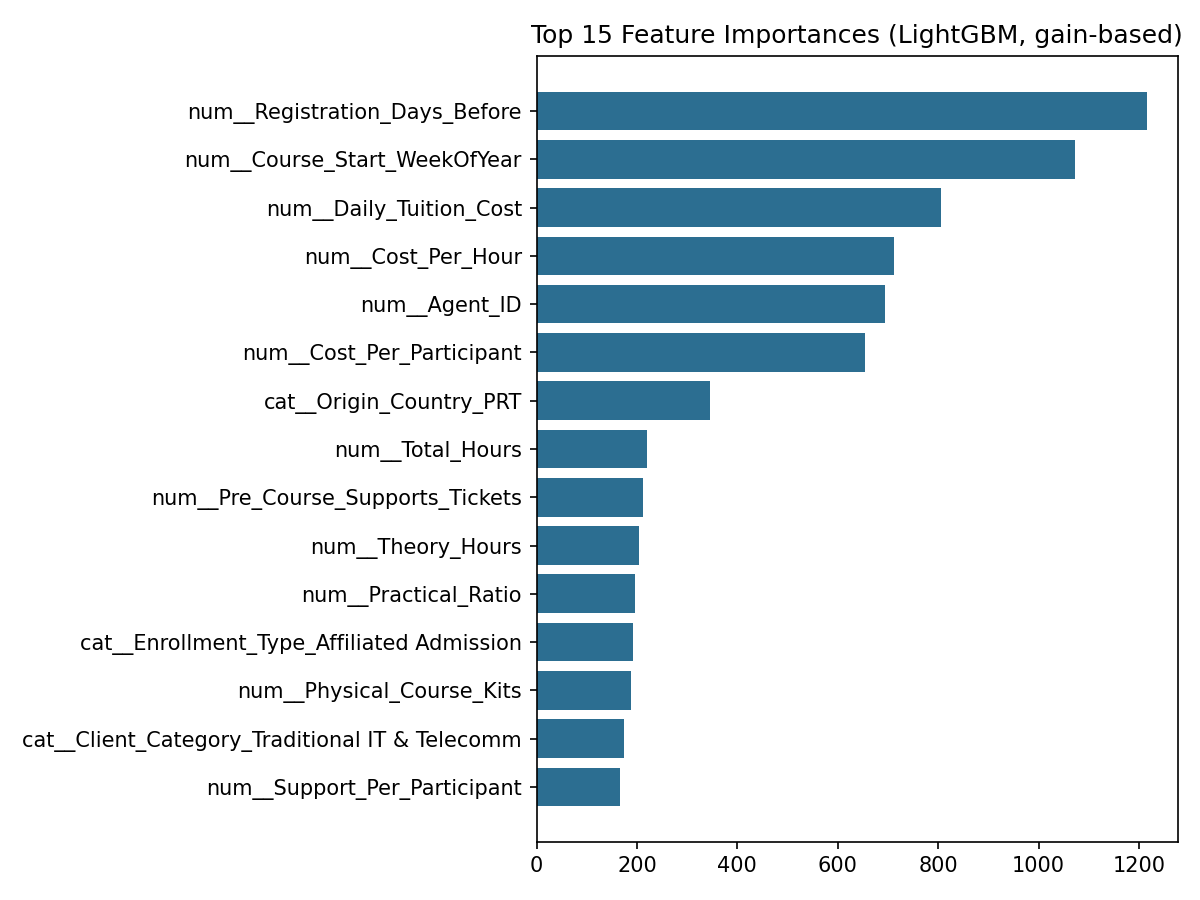 Top 15 Feature Importances (LightGBM, gain-based)
num__Registration_Days_Before
num__Course_Start_WeekOfYear
num__Daily_Tuition_Cost
num__Cost_Per_Hour
num__Agent_ID
num__Cost_Per_Participant
cat__Origin_Country_PRT
num__Total_Hours
num__Pre_Course_Supports_Tickets
num__Theory_Hours
num__Practical_Ratio
cat__Enrollment_Type_Affiliated Admission
num__Physical_Course_Kits
cat__Client_Category_Traditional IT & Telecomm
num__Support_Per_Participant
0 200 400 600 800 1000 1200